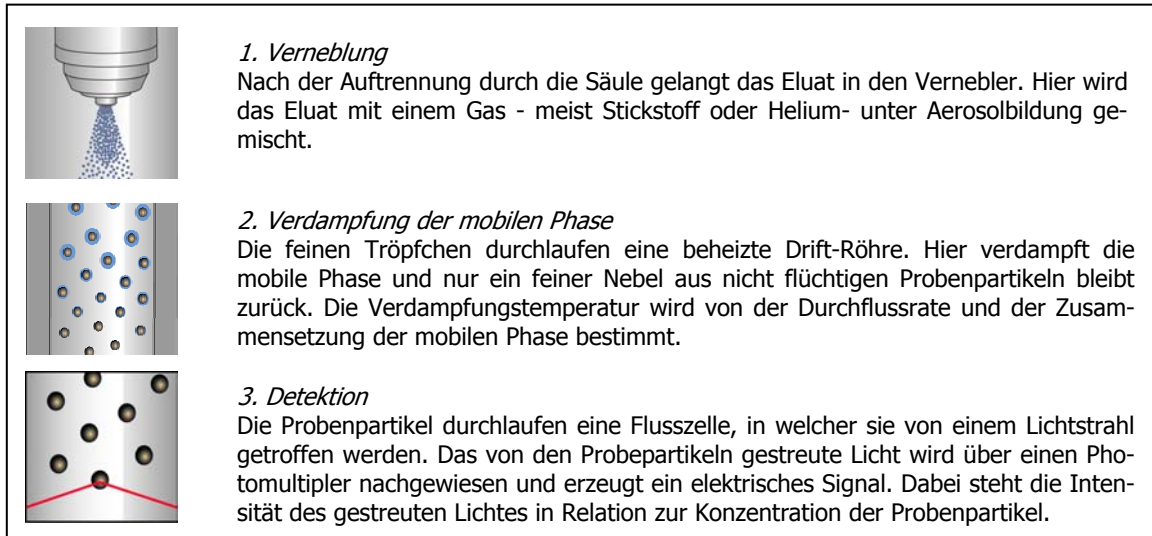 1. Verneblung
Nach der Auftrennung durch die Säule gelangt das Eluat in den Vernebler. Hier wird
das Eluat mit einem Gas - meist Stickstoff oder Helium- unter Aerosolbildung ge-
mischt.
2. Verdampfung der mobilen Phase
Die feinen Tröpfchen durchlaufen eine beheizte Drift-Röhre. Hier verdampft die
mobile Phase und nur ein feiner Nebel aus nicht flüchtigen Probenpartikeln bleibt
zurück. Die Verdampfungstemperatur wird von der Durchflussrate und der Zusam-
mensetzung der mobilen Phase bestimmt.
3. Detektion
Die Probenpartikel durchlaufen eine Flusszelle, in welcher sie von einem Lichtstrahl
getroffen werden. Das von den Probepartikeln gestreute Licht wird über einen Pho-
tomultipler nachgewiesen und erzeugt ein elektrisches Signal. Dabei steht die Inten-
sität des gestreuten Lichtes in Relation zur Konzentration der Probenpartikel.